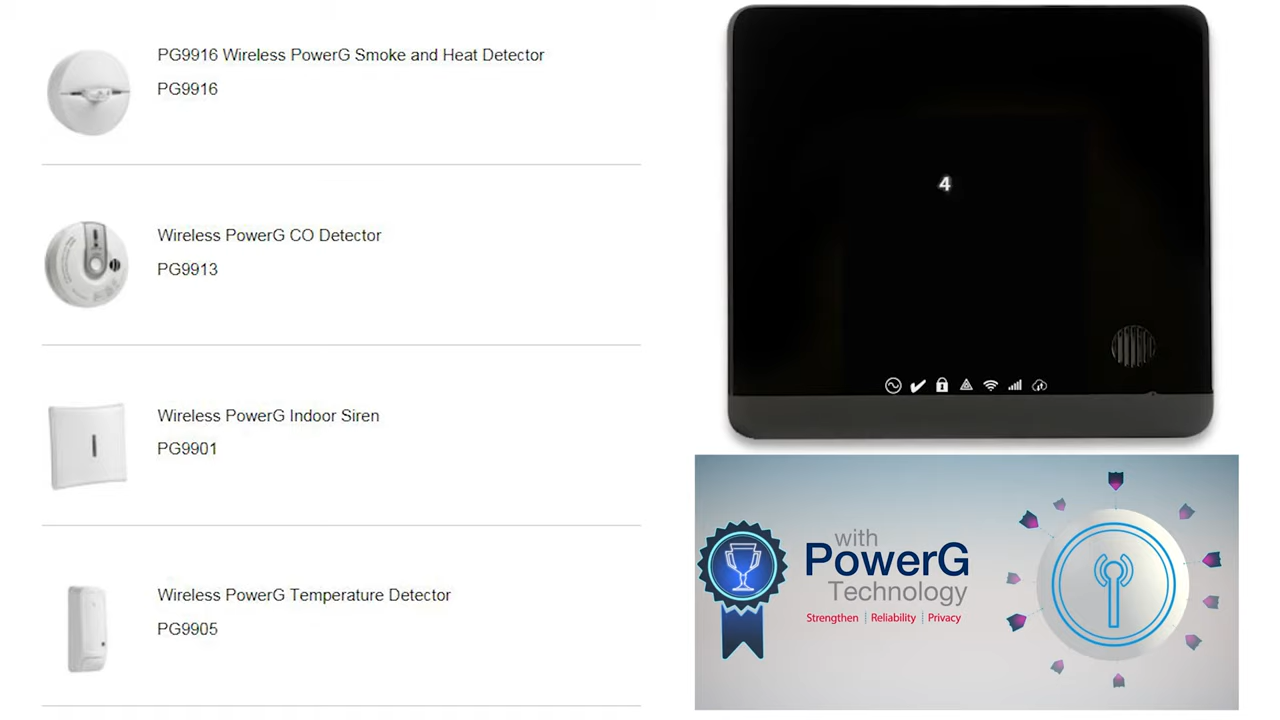 PG9916 Wireless PowerG Smoke and Heat Detector
PG9916
Wireless PowerG CO Detector
PG9913
Wireless PowerG Indoor Siren
PG9901
Wireless PowerG Temperature Detector
PG9905
4
with
PowerG
Technology
Strengthen | Reliability | Privacy